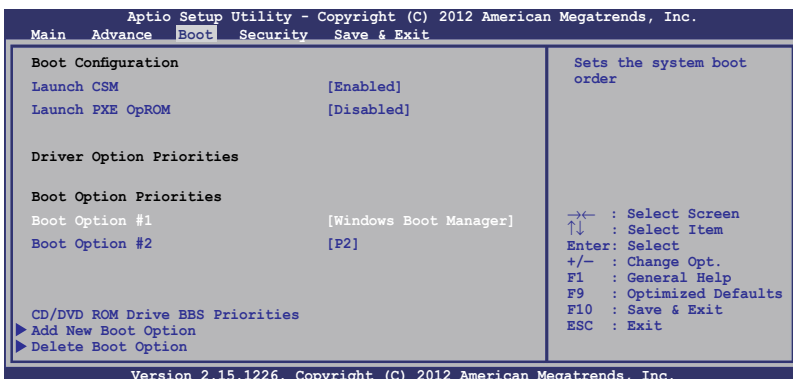 Aptio Setup Utility - Copyright (C) 2012 American Megatrends, Inc.
Main Advance Boot Security Save & Exit
Boot Configuration
Launch CSM [Enabled]
Launch PXE OpROM [Disabled]
Driver Option Priorities
Boot Option Priorities
Boot Option #1 [Windows Boot Manager]
Boot Option #2 [P2]
CD/DVD ROM Drive BBS Priorities
Add New Boot Option
Delete Boot Option
Sets the system boot
order
→← : Select Screen
↑↓ : Select Item
Enter: Select
+/— : Change Opt.
F1 : General Help
F9 : Optimized Defaults
F10 : Save & Exit
ESC : Exit
Version 2.15.1226. Copyright (C) 2012 American Megatrends, Inc.